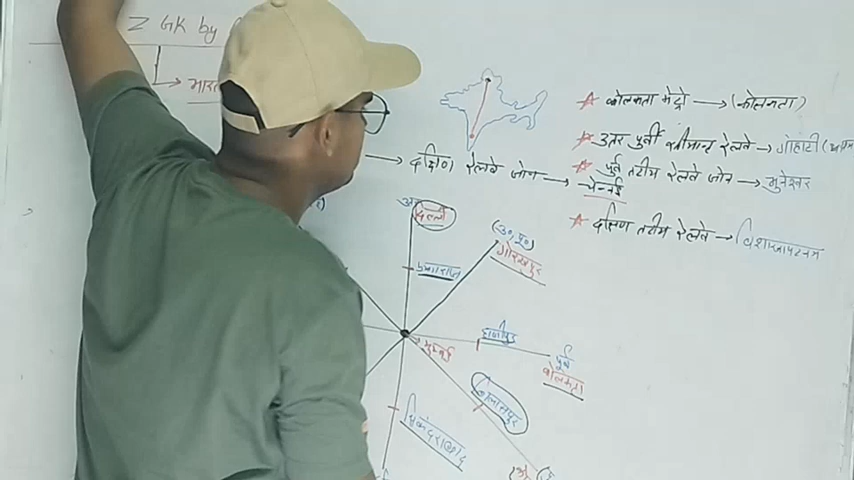 Z GK by
भारत
☆ कोलकाता मेट्रो → (कोलकाता)
☆ उत्तर पूर्वी सीमान्त रेलवे → गोहाटी
☆ पूर्व तटीय रेलवे जोन → भुनेश्वर
→ दक्षिण रेलवे जोन → चेन्नई
☆ दक्षिण तटीय रेलवे → विशाखापटनम
दिल्ली
(उ०, पू०)
गोरखपुर
प्रयागराज
हाजीपुर
पूर्व
कोलकाता
मुम्बई
बिलासपुर
सिकंदराबाद